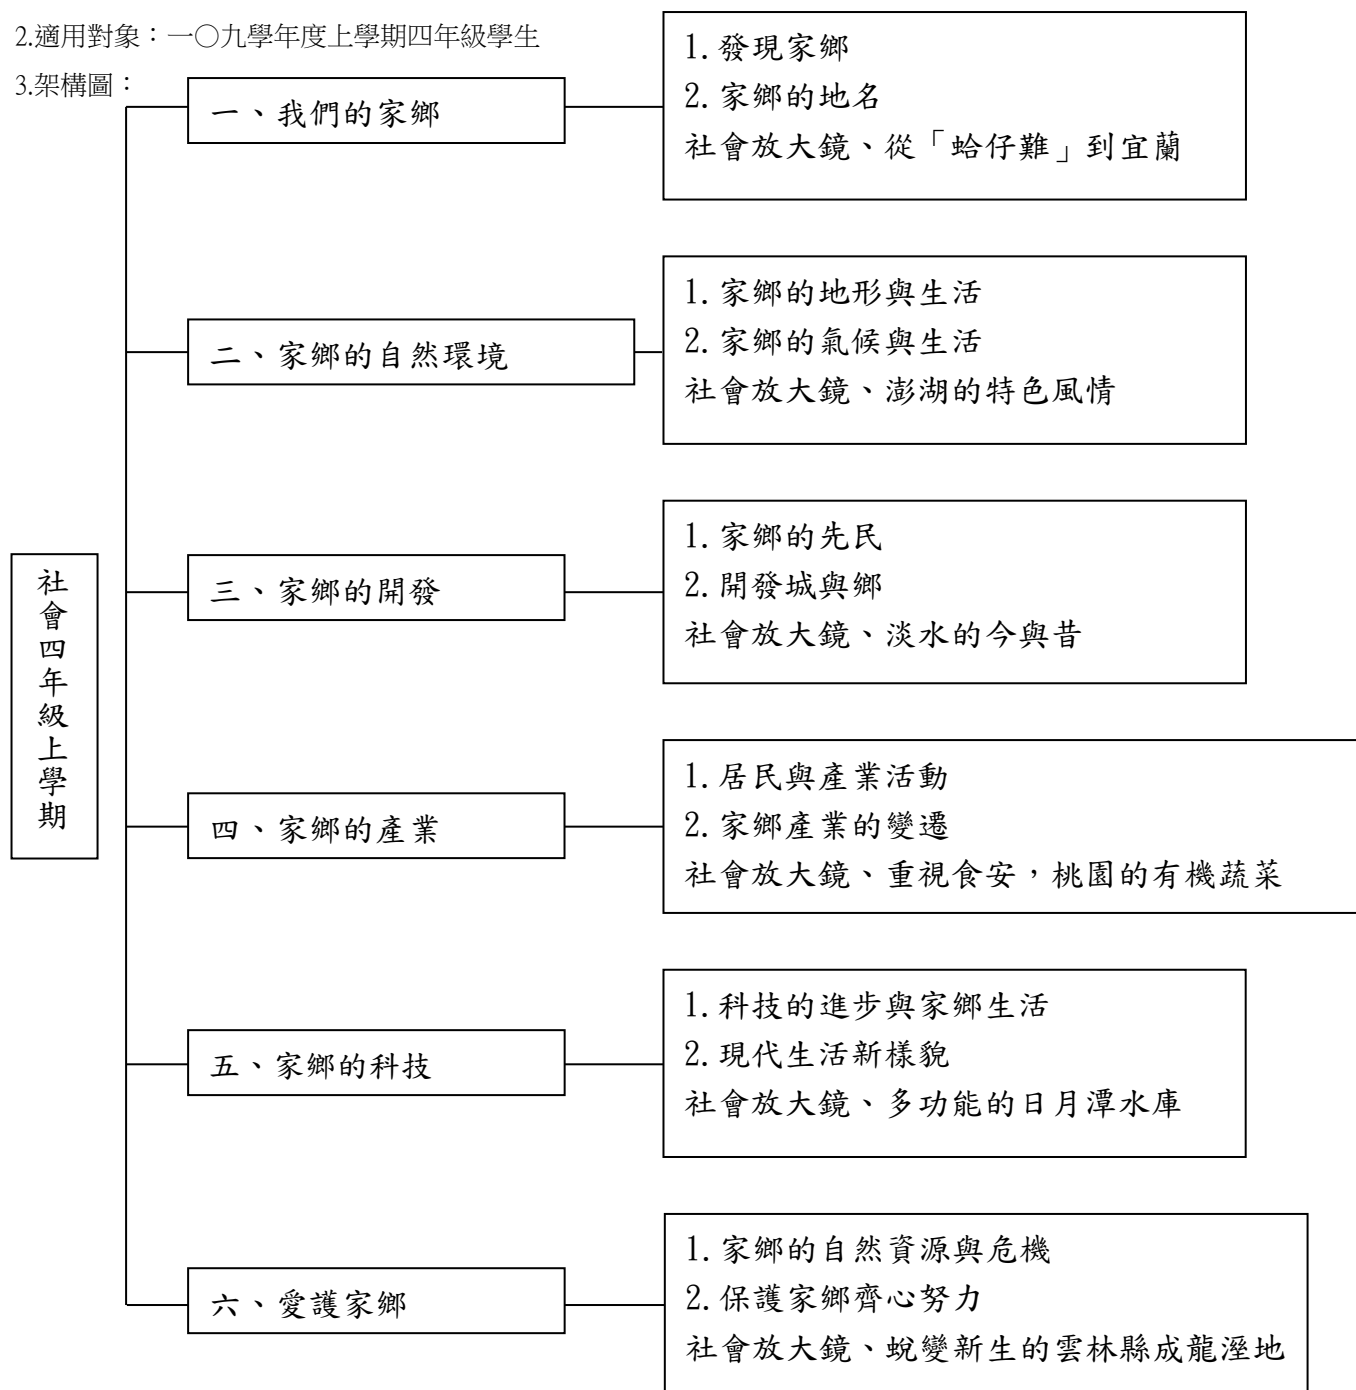 2.適用對象：一○九學年度上學期四年級學生
3.架構圖：
社會四年級上學期
一、我們的家鄉
1.發現家鄉
2.家鄉的地名
社會放大鏡、從「蛤仔難」到宜蘭
二、家鄉的自然環境
1.家鄉的地形與生活
2.家鄉的氣候與生活
社會放大鏡、澎湖的特色風情
三、家鄉的開發
1.家鄉的先民
2.開發城與鄉
社會放大鏡、淡水的今與昔
四、家鄉的產業
1.居民與產業活動
2.家鄉產業的變遷
社會放大鏡、重視食安，桃園的有機蔬菜
五、家鄉的科技
1.科技的進步與家鄉生活
2.現代生活新樣貌
社會放大鏡、多功能的日月潭水庫
六、愛護家鄉
1.家鄉的自然資源與危機
2.保護家鄉齊心努力
社會放大鏡、蛻變新生的雲林縣成龍溼地